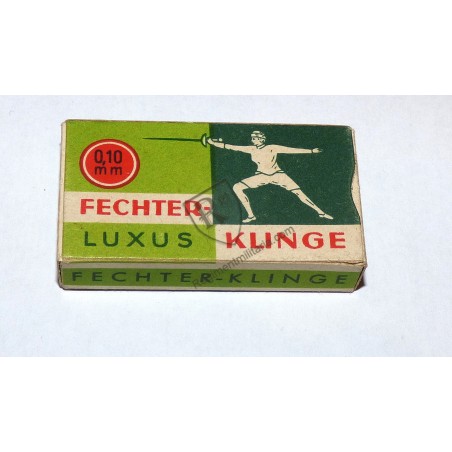 0,10
mm
FECHTER-
LUXUS KLINGE
FECHTER-KLINGE